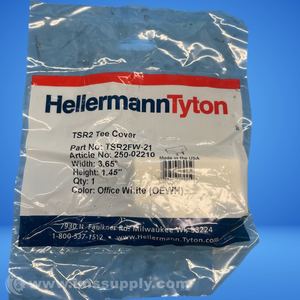 HellermannTyton
TSR2 Tee Cover
Part No: TSR2FW-21
Article No: 250-02210
Width: 3.65"
Height: 1.45"
Qty: 1
Color: Office White (OEWH)
Made in the USA
7930 N. Faulkner Rd. Milwaukee WI 53224
1-800-537-1512 • www.Hellermann.Tyton.com